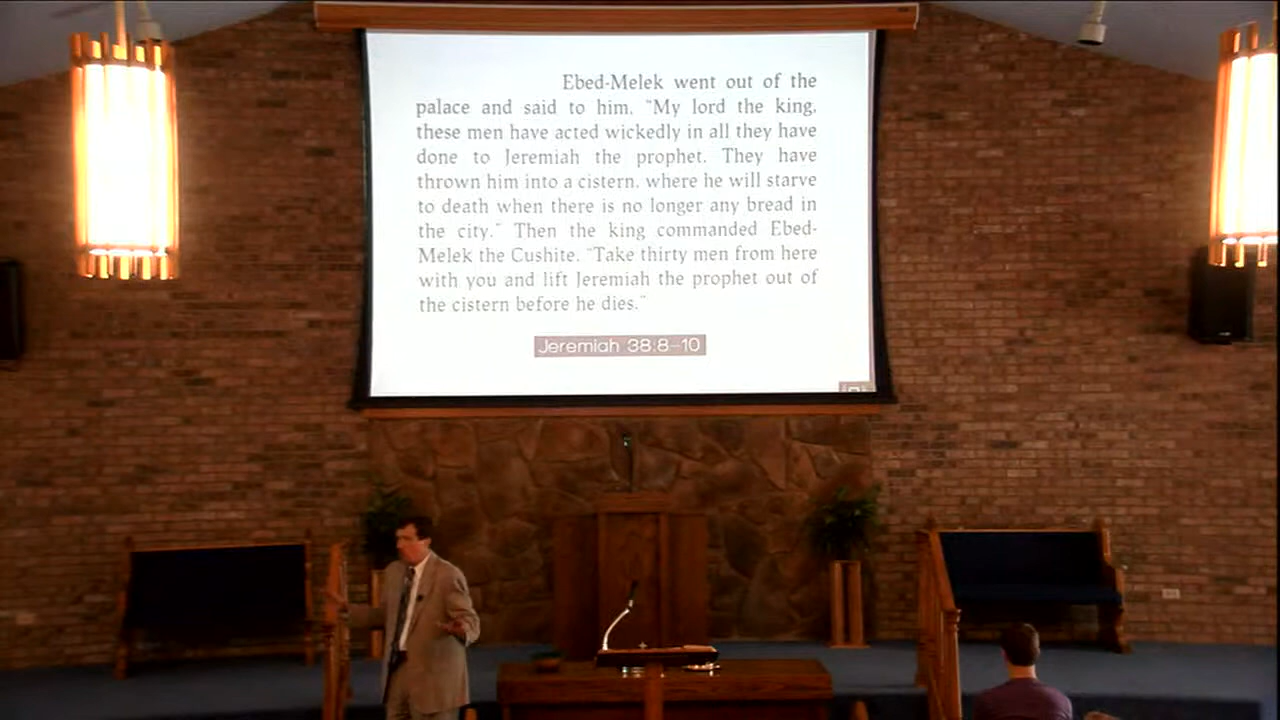 Ebed-Melek went out of the
palace and said to him, "My lord the king,
these men have acted wickedly in all they have
done to Jeremiah the prophet. They have
thrown him into a cistern, where he will starve
to death when there is no longer any bread in
the city." Then the king commanded Ebed-
Melek the Cushite, "Take thirty men from here
with you and lift Jeremiah the prophet out of
the cistern before he dies."
Jeremiah 38:8–10